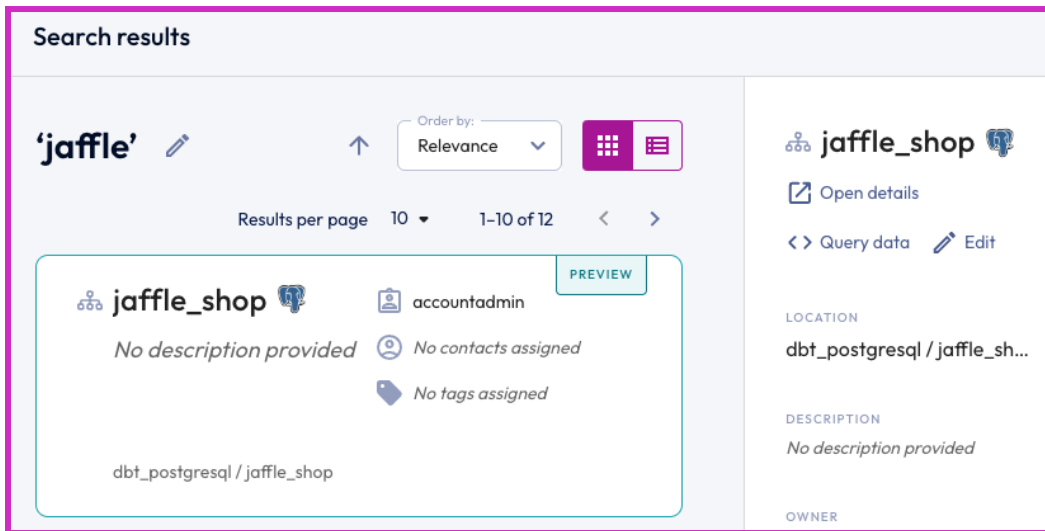 Search results
‘jaffle’
Order by:
Relevance
Results per page 10 1–10 of 12
PREVIEW
jaffle_shop
No description provided
accountadmin
No contacts assigned
No tags assigned
dbt_postgresql / jaffle_shop
jaffle_shop
Open details
Query data Edit
LOCATION
dbt_postgresql / jaffle_sh...
DESCRIPTION
No description provided
OWNER